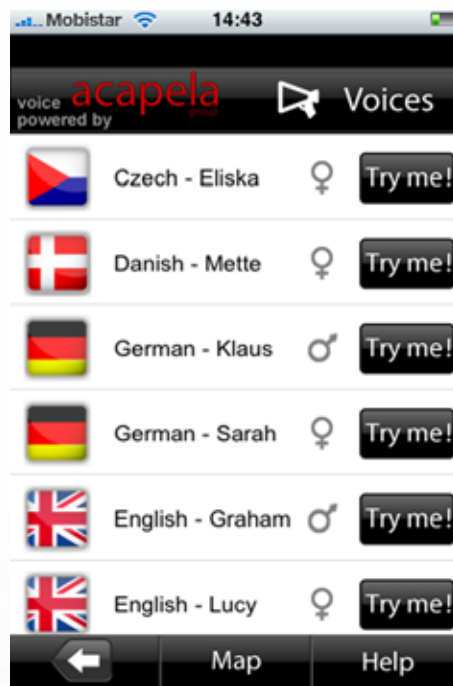 Mobistar 14:43
voice acapela group
powered by
Voices
Czech - Eliska Try me!
Danish - Mette Try me!
German - Klaus Try me!
German - Sarah Try me!
English - Graham Try me!
English - Lucy Try me!
Map Help